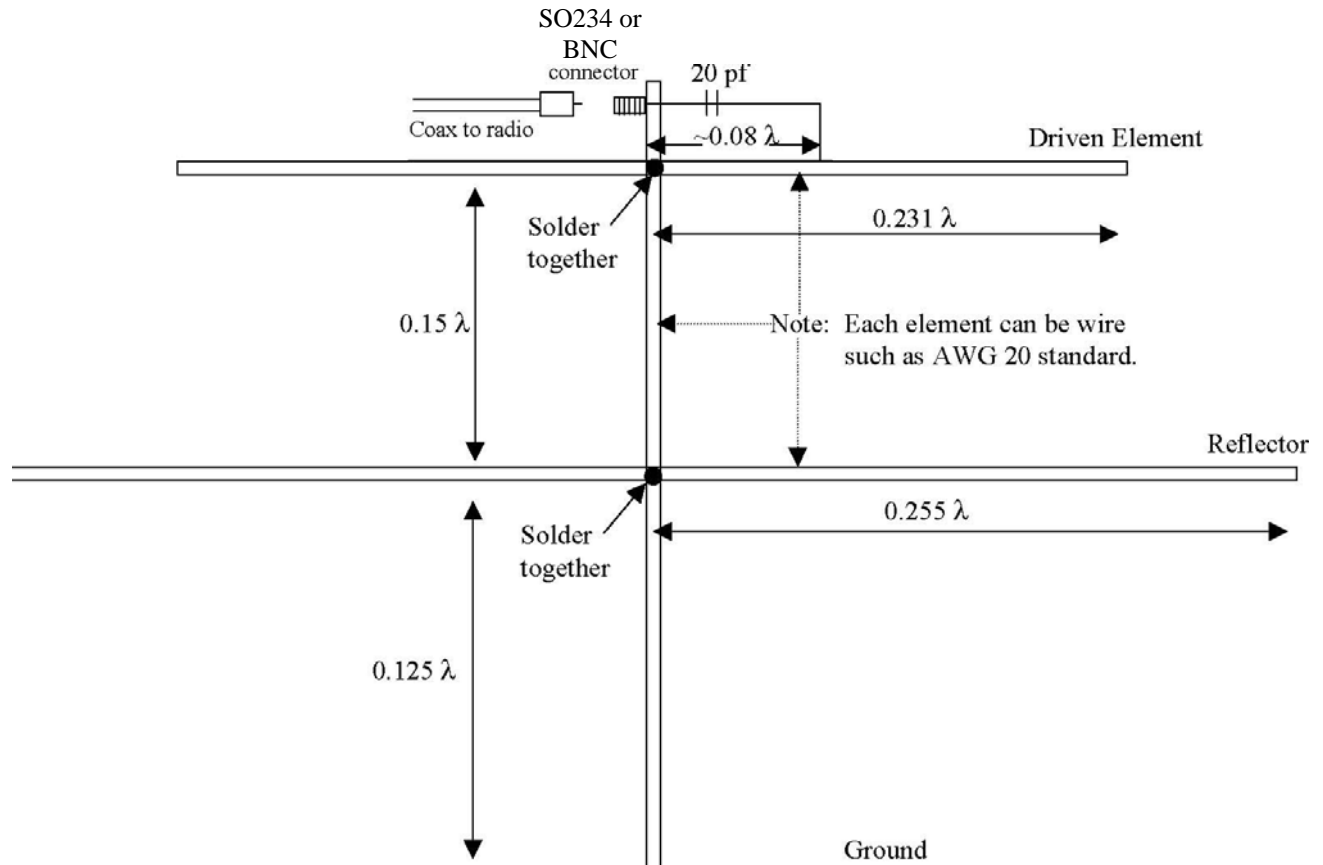 SO234 or
BNC
connector
20 pf
Coax to radio
~0.08 λ
Driven Element
Solder
together
0.231 λ
0.15 λ
Note: Each element can be wire
such as AWG 20 standard.
Reflector
Solder
together
0.255 λ
0.125 λ
Ground